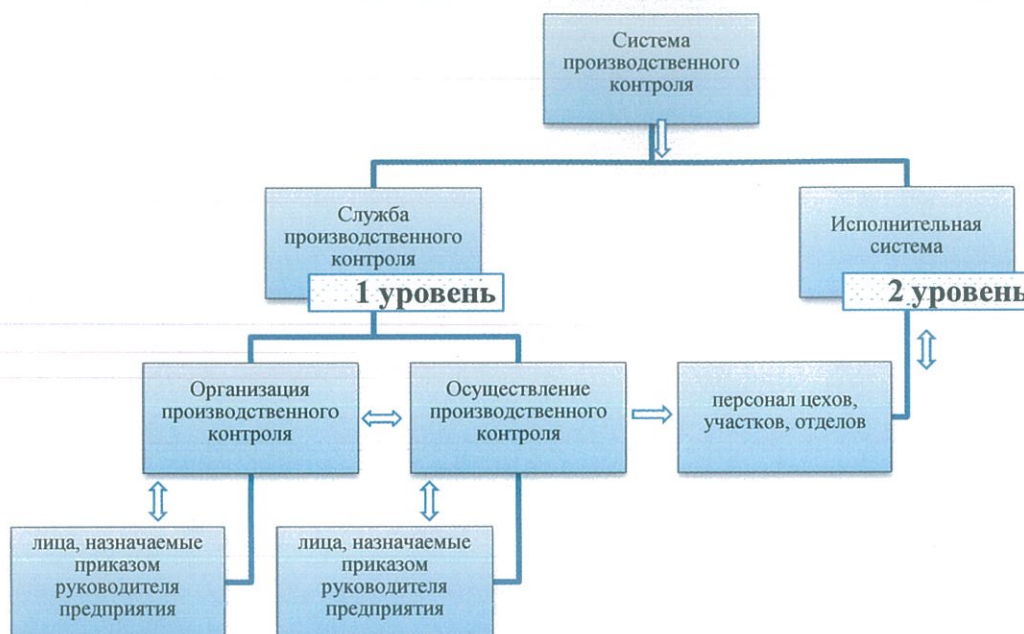 Система
производственного
контроля
Служба
производственного
контроля
1 уровень
Исполнительная
система
2 уровень
Организация
производственного
контроля
Осуществление
производственного
контроля
персонал цехов,
участков, отделов
лица, назначаемые
приказом
руководителя
предприятия
лица, назначаемые
приказом
руководителя
предприятия